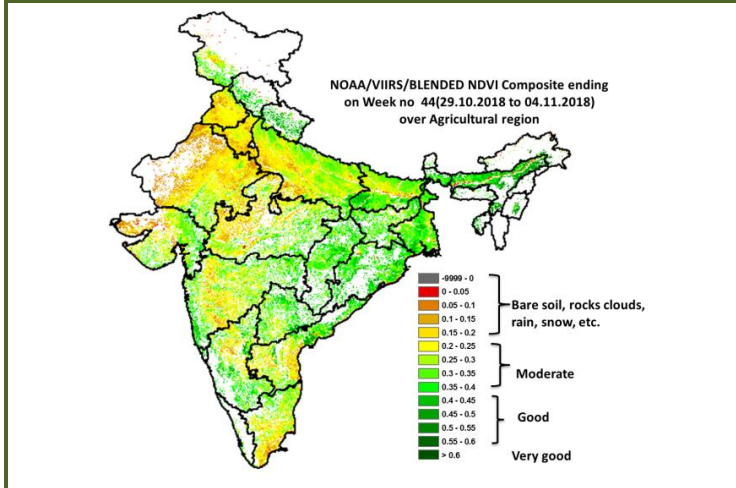 NOAA/VIIRS/BLENDED NDVI Composite ending
on Week no 44(29.10.2018 to 04.11.2018)
over Agricultural region
-9999 - 0
0 - 0.05
0.05 - 0.1
0.1 - 0.15
0.15 - 0.2
0.2 - 0.25
0.25 - 0.3
0.3 - 0.35
0.35 - 0.4
0.4 - 0.45
0.45 - 0.5
0.5 - 0.55
0.55 - 0.6
> 0.6
Bare soil, rocks clouds,
rain, snow, etc.
Moderate
Good
Very good